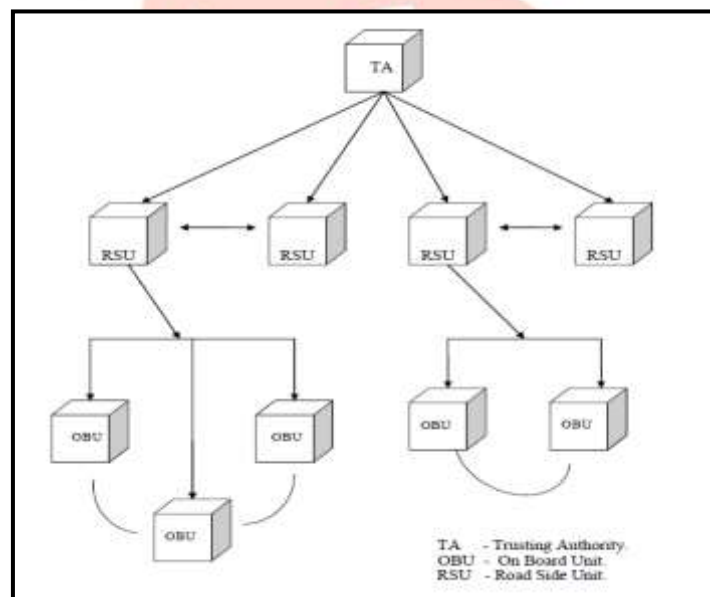 TA
RSU RSU RSU RSU
OBU OBU OBU OBU
OBU
TA - Trusting Authority.
OBU - On Board Unit.
RSU - Road Side Unit.